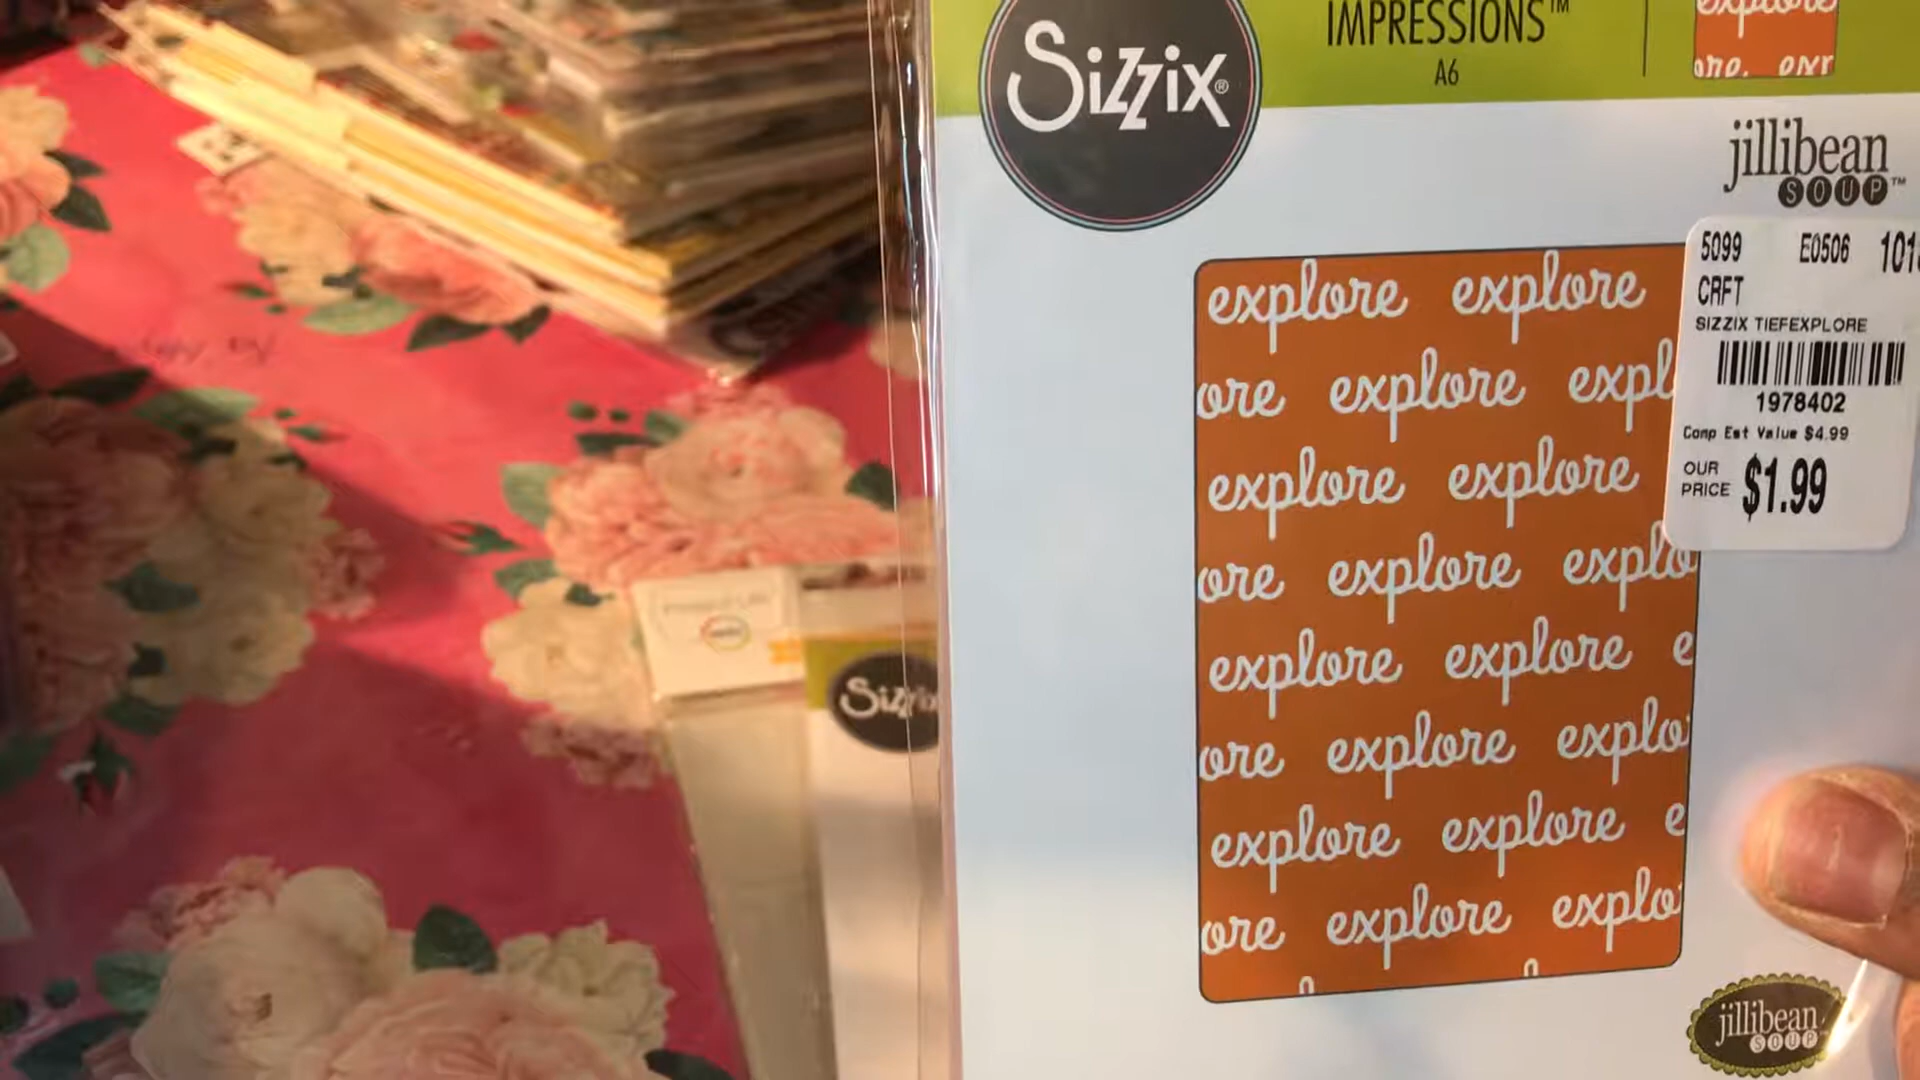 Sizzix®
IMPRESSIONS™
A6
explore
jillibean
SOUP™
5099 E0506
CRFT
SIZZIX TIEFEXPLORE
1978402
Comp Est Value $4.99
OUR PRICE $1.99
explore explore
ore explore expl
explore explore
ore explore explo
explore explore e
ore explore explo
explore explore e
ore explore explo
jillibean
SOUP
Sizzix